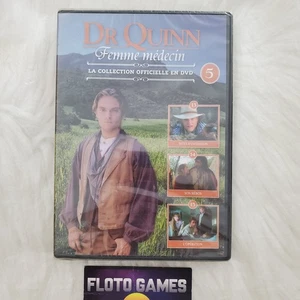 DR QUINN
Femme médecin
LA COLLECTION OFFICIELLE EN DVD
5
FLOTO GAMES